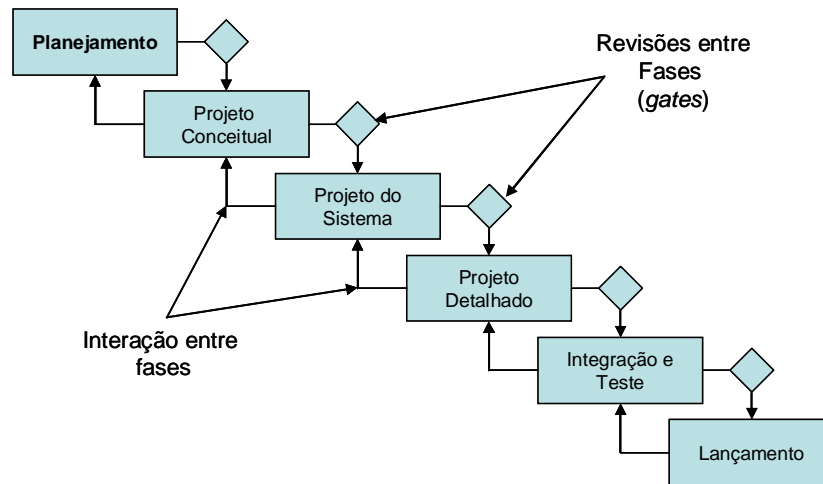 Planejamento
Revisões entre
Fases
(gates)
Projeto
Conceitual
Projeto do
Sistema
Projeto
Detalhado
Interação entre
fases
Integração e
Teste
Lançamento